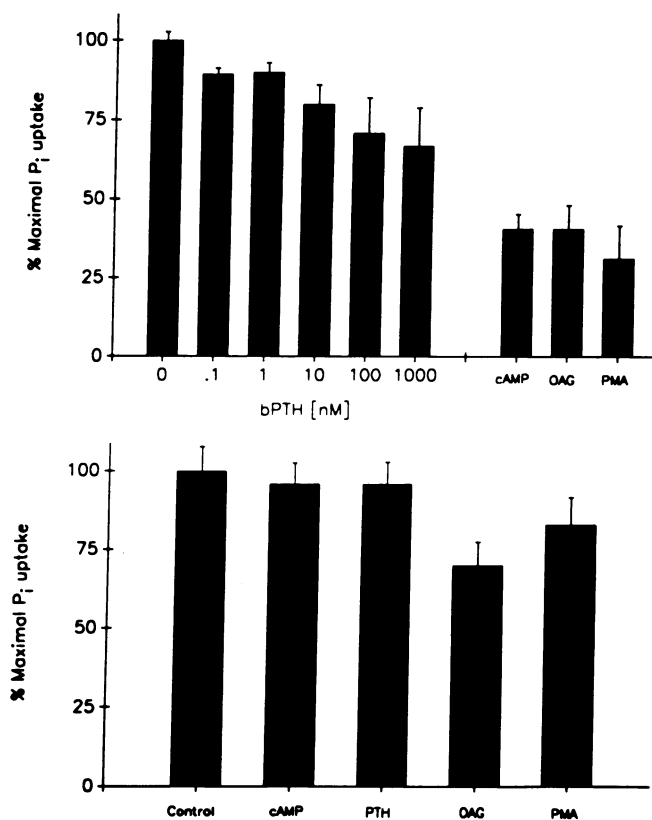 % Maximal Pi uptake
100
75
50
25
0
0 .1 1 10 100 1000 cAMP OAG PMA
bPTH [nM]
% Maximal Pi uptake
100
75
50
25
0
Control cAMP PTH OAG PMA